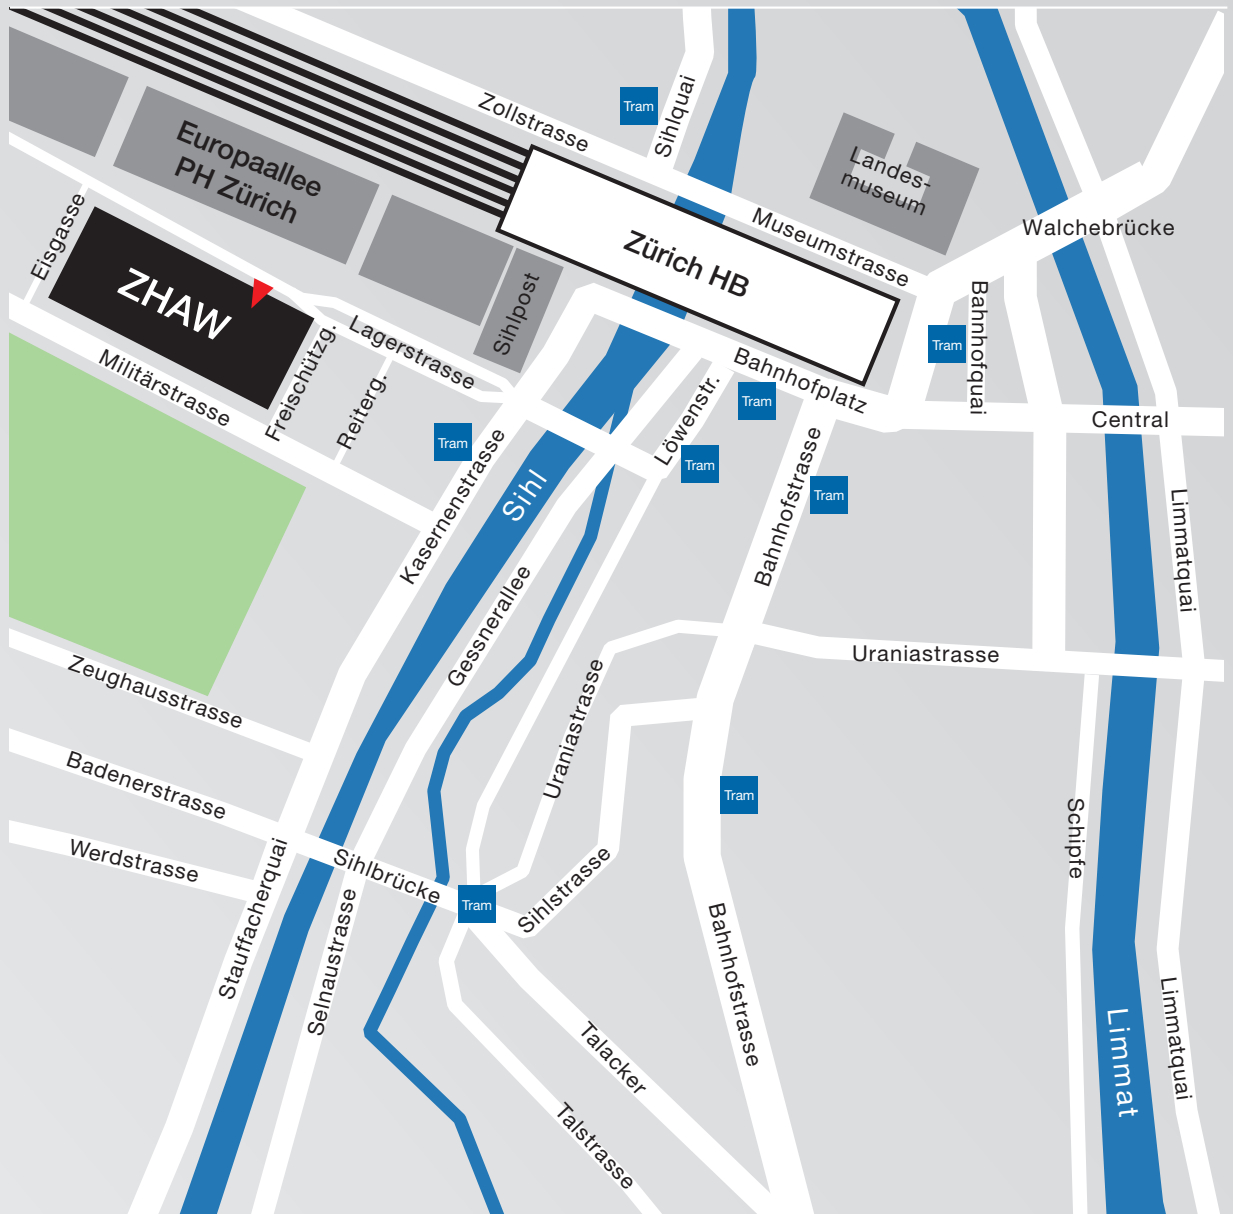 Tram
Sihlquai
Zollstrasse
Europaallee
PH Zürich
Landes-
museum
Museumstrasse
Walchebrücke
Eisgasse
ZHAW
Zürich HB
Sihlpost
Bahnhofquai
Tram
Lagerstrasse
Freischützg.
Reiterg.
Militärstrasse
Bahnhofplatz
Tram
Löwenstr.
Central
Tram
Tram
Tram
Kasernenstrasse
Sihl
Bahnhofstrasse
Limmatquai
Gessnerallee
Uraniastrasse
Zeughausstrasse
Uraniastrasse
Badenerstrasse
Tram
Schipfe
Werdstrasse
Sihlbrücke
Stauffacherquai
Selnaustrasse
Tram
Sihlstrasse
Bahnhofstrasse
Limmatquai
Limmat
Talacker
Talstrasse